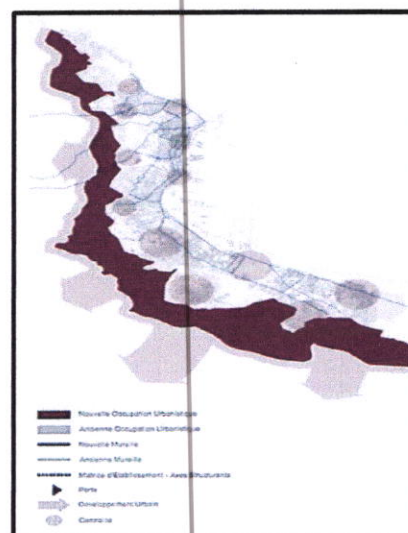 Nouvelle Occupation Urbanistique
Ancienne Occupation Urbanistique
Nouvelle Muraille
Ancienne Muraille
Matrice d'Etablissement - Axes Structurants
Porte
Développement Urbain
Centralité